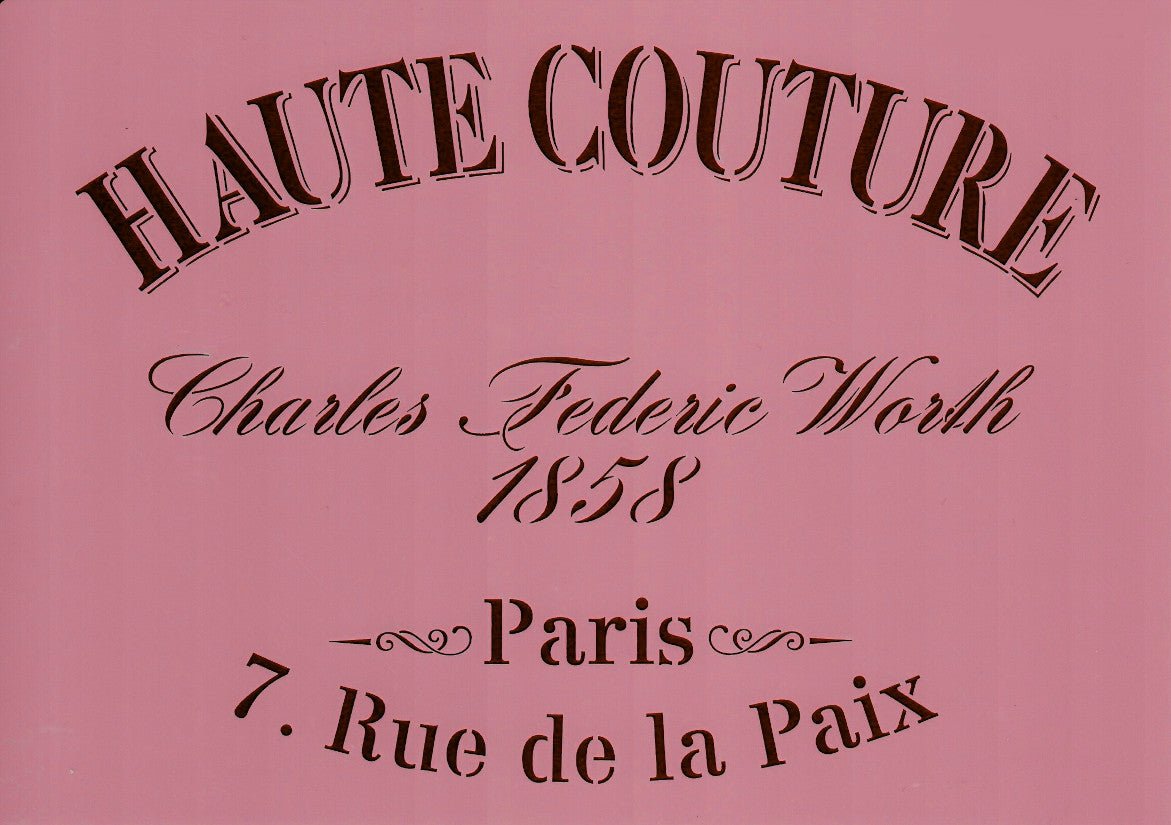 HAUTE COUTURE
Charles Federic Worth
1858
Paris
7. Rue de la Paix